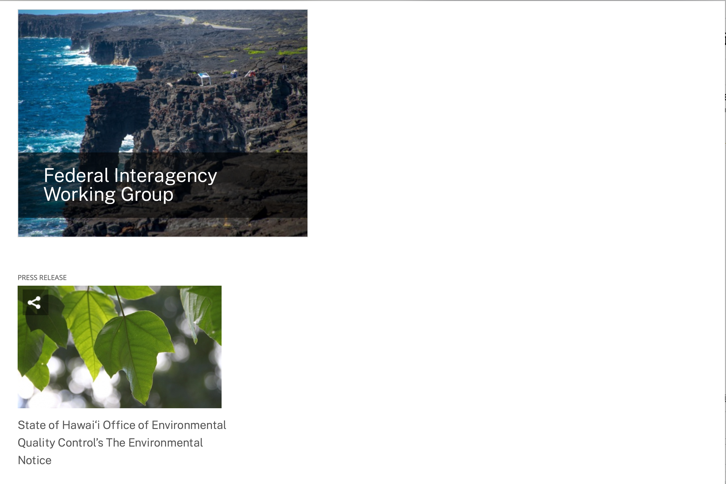 Federal Interagency
Working Group
PRESS RELEASE
State of Hawaiʻi Office of Environmental
Quality Control's The Environmental
Notice